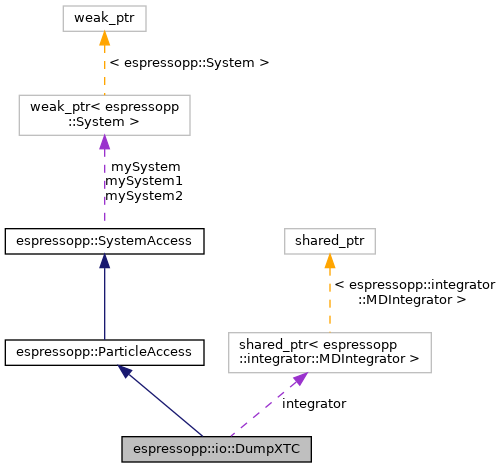 weak_ptr
< espressopp::System >
weak_ptr< espressopp
::System >
mySystem
mySystem1
mySystem2
espressopp::SystemAccess
shared_ptr
< espressopp::integrator
::MDIntegrator >
espressopp::ParticleAccess
shared_ptr< espressopp
::integrator::MDIntegrator >
integrator
espressopp::io::DumpXTC